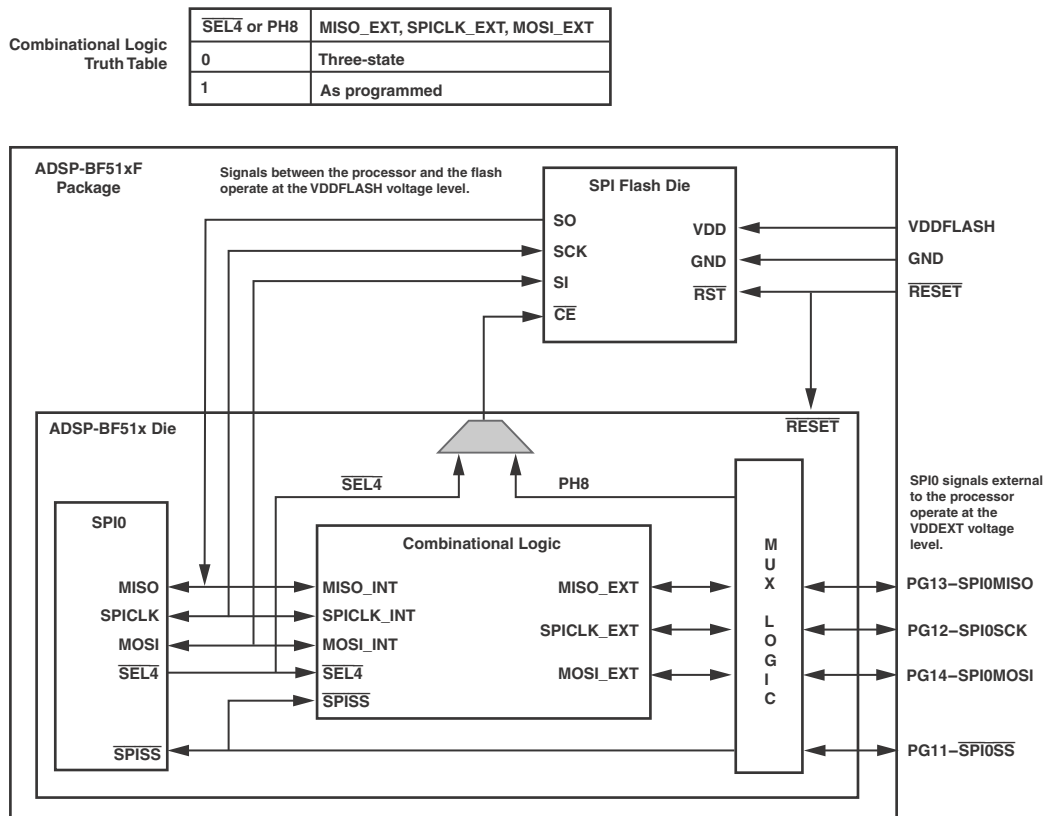 Combinational Logic
Truth Table
SEL4 or PH8 MISO_EXT, SPICLK_EXT, MOSI_EXT
0 Three-state
1 As programmed
ADSP-BF51xF
Package
Signals between the processor and the flash
operate at the VDDFLASH voltage level.
SPI Flash Die
SO
SCK
SI
CE
VDD
GND
RST
VDDFLASH
GND
RESET
RESET
ADSP-BF51x Die
SEL4
PH8
SPI0
MISO
SPICLK
MOSI
SEL4
SPISS
Combinational Logic
MISO_INT
SPICLK_INT
MOSI_INT
SEL4
SPISS
MISO_EXT
SPICLK_EXT
MOSI_EXT
MUX
LOGIC
SPI0 signals external
to the processor
operate at the
VDDEXT voltage
level.
PG13–SPI0MISO
PG12–SPI0SCK
PG14–SPI0MOSI
PG11–SPI0SS